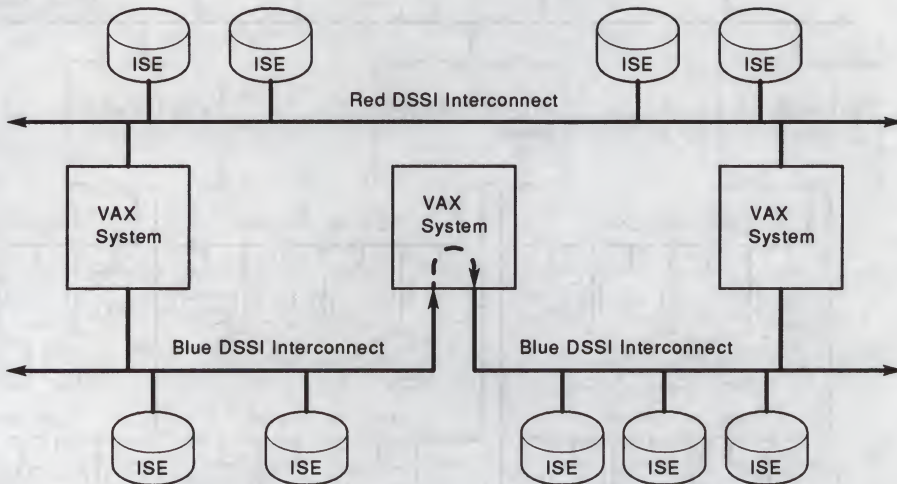 ISE
ISE
ISE
ISE
Red DSSI Interconnect
VAX
System
VAX
System
VAX
System
Blue DSSI Interconnect
Blue DSSI Interconnect
ISE
ISE
ISE
ISE
ISE